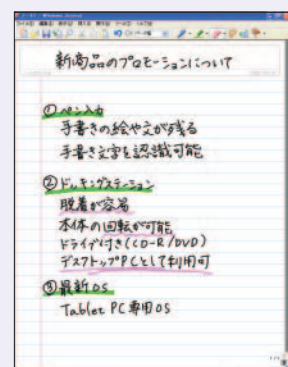 新商品のプロモーションについて
①ペン入力
手書きの絵や文が残る
手書き文字を認識可能
②ドッキングステーション
脱着が容易
本体の回転が可能
ドライブ付き(CD-R/DVD)
デスクトップPCとして利用可
③最新OS
Tablet PC専用OS
1/1